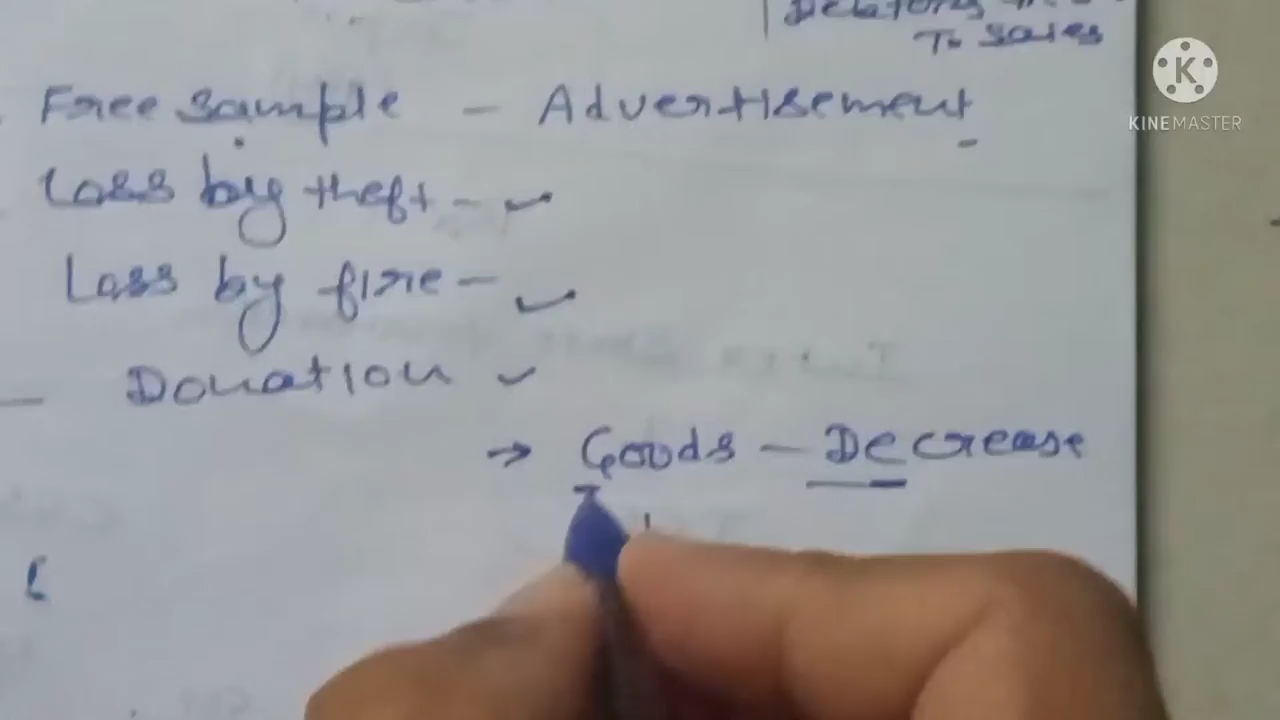 To Sales
Free Sample - Advertisement
Loss by theft - ✓
Loss by fire - ✓
- Donation ✓
→ Goods - Decrease
K
KINEMASTER